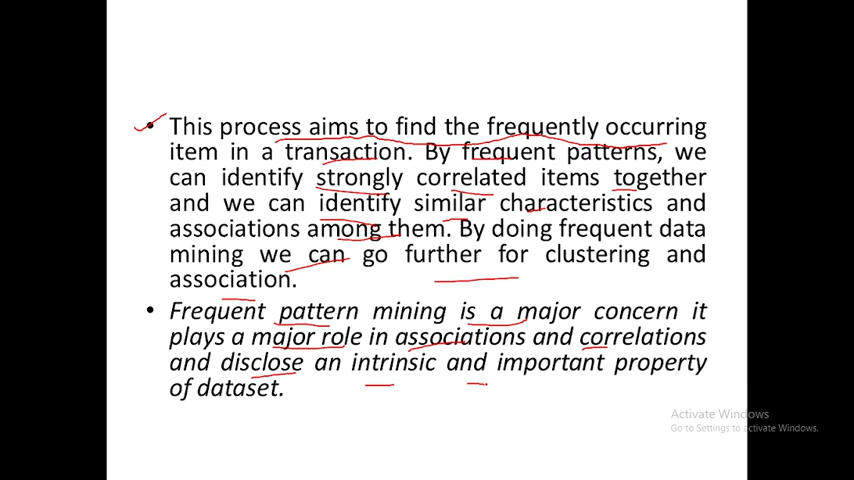 • This process aims to find the frequently occurring
item in a transaction. By frequent patterns, we
can identify strongly correlated items together
and we can identify similar characteristics and
associations among them. By doing frequent data
mining we can go further for clustering and
association.
• Frequent pattern mining is a major concern it
plays a major role in associations and correlations
and disclose an intrinsic and important property
of dataset.
Activate Windows
Go to Settings to activate Windows.